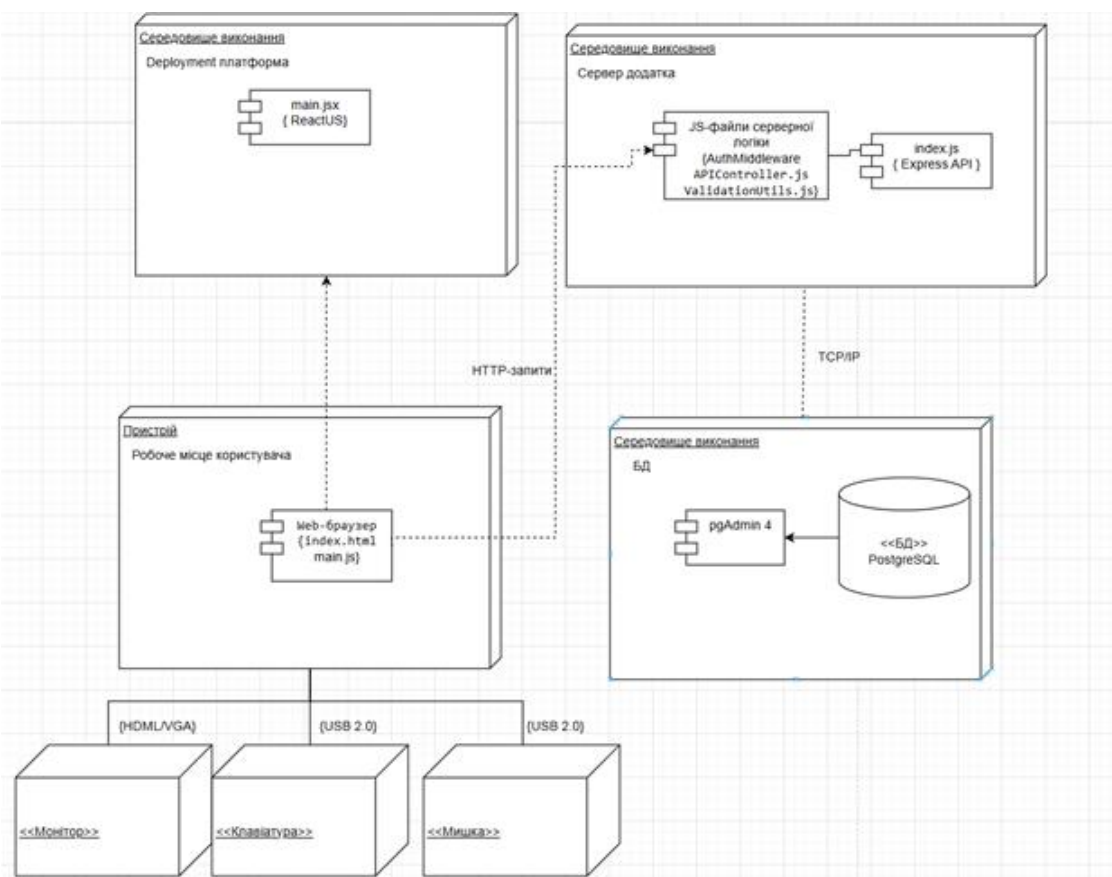 Середовище виконання
Deployment платформа
main.jsx
{ ReactUS}
Середовище виконання
Сервер додатка
JS-файли серверної
логіки
{AuthMiddleware
APIController.js
ValidationUtils.js}
index.js
{ Express API }
HTTP-запити
TCP/IP
Пристрій
Робоче місце користувача
Web-браузер
{index.html
main.js}
Середовище виконання
БД
pgAdmin 4
<<БД>>
PostgreSQL
{HDML/VGA}
{USB 2.0}
{USB 2.0}
<<Монітор>>
<<Клавіатура>>
<<Мишка>>